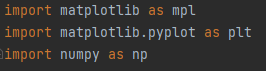 import matplotlib as mpl
import matplotlib.pyplot as plt
import numpy as np